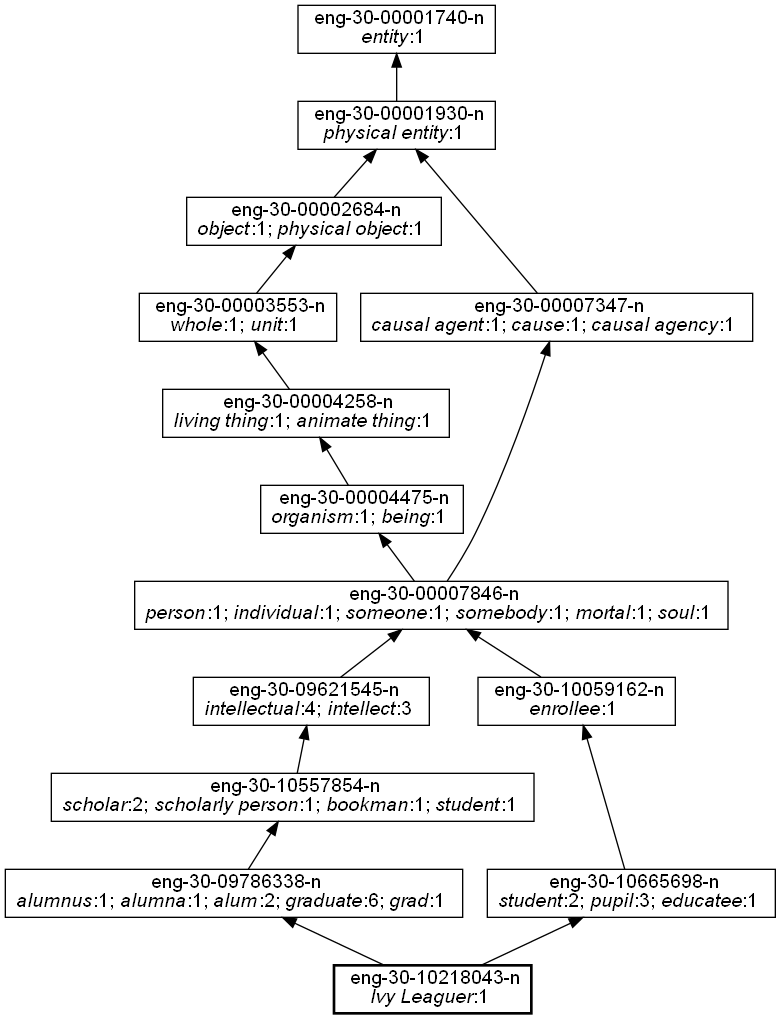 eng-30-00001740-n
entity:1
eng-30-00001930-n
physical entity:1
eng-30-00002684-n
object:1; physical object:1
eng-30-00003553-n
whole:1; unit:1
eng-30-00007347-n
causal agent:1; cause:1; causal agency:1
eng-30-00004258-n
living thing:1; animate thing:1
eng-30-00004475-n
organism:1; being:1
eng-30-00007846-n
person:1; individual:1; someone:1; somebody:1; mortal:1; soul:1
eng-30-09621545-n
intellectual:4; intellect:3
eng-30-10059162-n
enrollee:1
eng-30-10557854-n
scholar:2; scholarly person:1; bookman:1; student:1
eng-30-09786338-n
alumnus:1; alumna:1; alum:2; graduate:6; grad:1
eng-30-10665698-n
student:2; pupil:3; educatee:1
eng-30-10218043-n
Ivy Leaguer:1